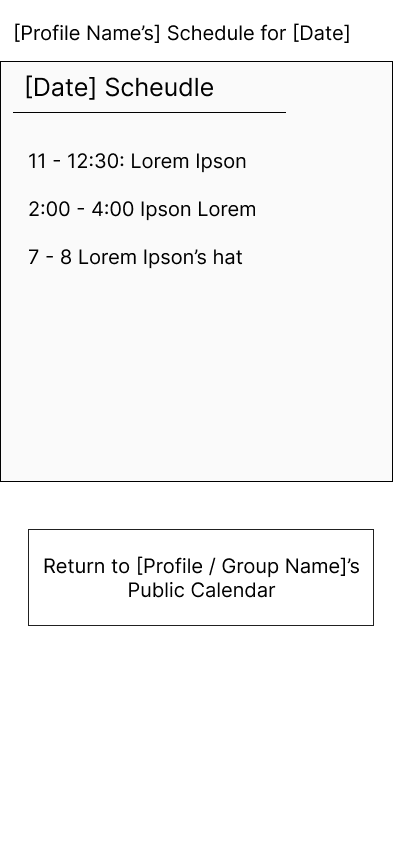 [Profile Name’s] Schedule for [Date]
[Date] Scheudle
11 - 12:30: Lorem Ipson
2:00 - 4:00 Ipson Lorem
7 - 8 Lorem Ipson’s hat
Return to [Profile / Group Name]’s
Public Calendar